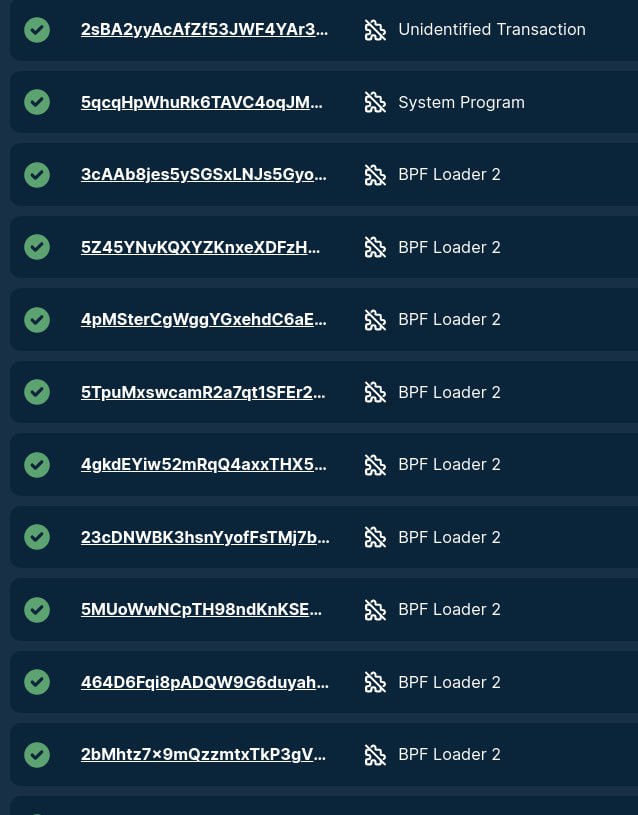 2sBA2yyAcAfZf53JWF4YAr3... Unidentified Transaction
5qcqHpWhuRk6TAVC4oqJM... System Program
3cAAb8jes5ySGSxLNJs5Gyo... BPF Loader 2
5Z45YNvKQXYZKnxeXDFzH... BPF Loader 2
4pMSterCgWggYGxehdC6aE... BPF Loader 2
5TpuMxswcamR2a7qt1SFEr2... BPF Loader 2
4gkdEYiw52mRqQ4axxTHX5... BPF Loader 2
23cDNWBK3hsnYyofFsTMj7b... BPF Loader 2
5MUoWwNCpTH98ndKnKSE... BPF Loader 2
464D6Fqi8pADQW9G6duyah... BPF Loader 2
2bMhtz7×9mQzzmtxTkP3gV... BPF Loader 2